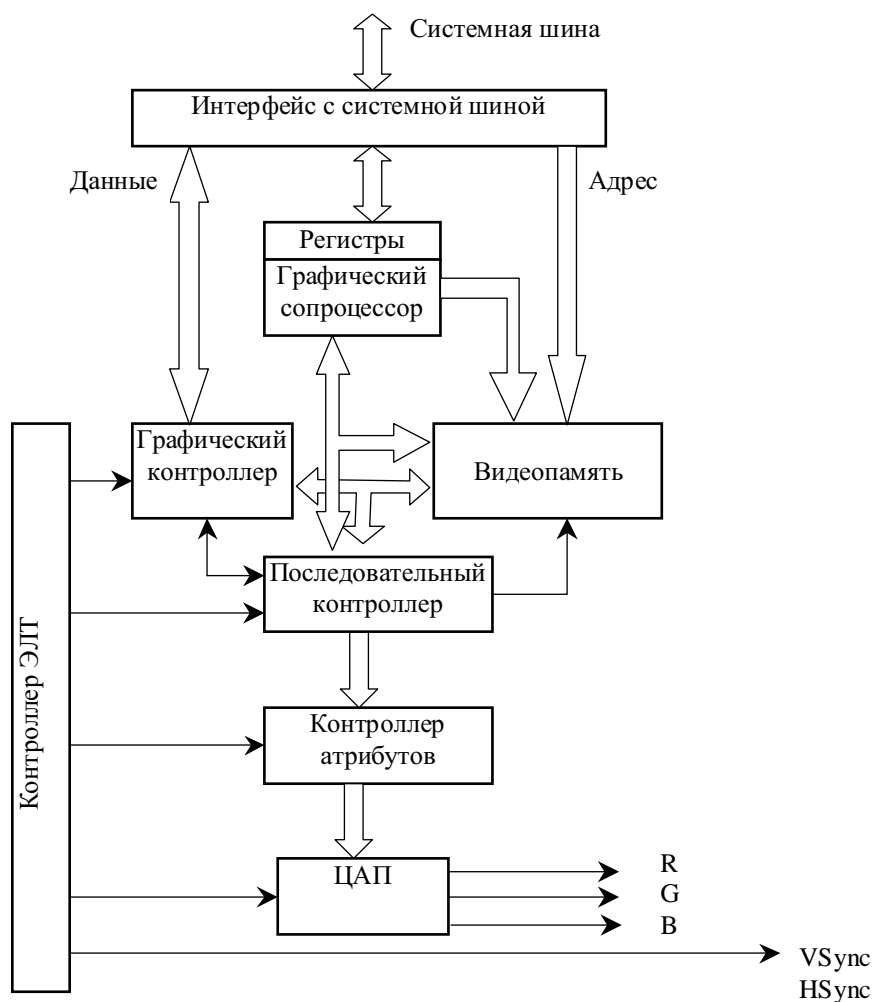 Системная шина
Интерфейс с системной шиной
Данные
Адрес
Регистры
Графический
сопроцессор
Графический
контроллер
Видеопамять
Последовательный
контроллер
Контроллер ЭЛТ
Контроллер
атрибутов
ЦАП
R
G
B
VSync
HSync